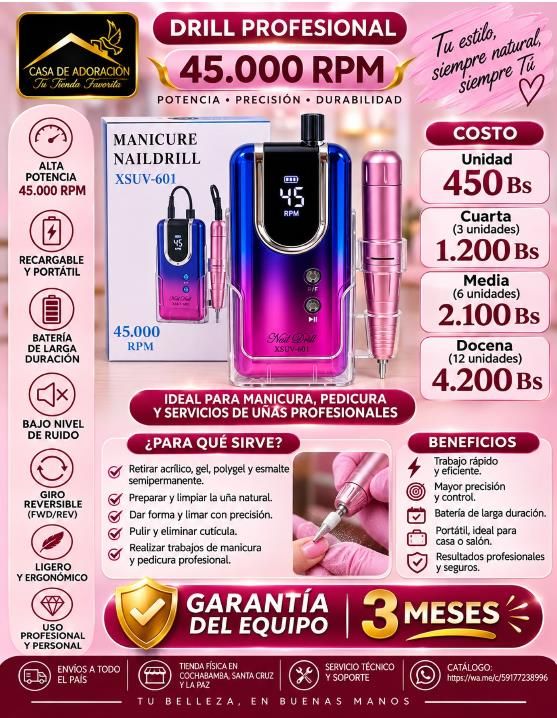 CASA DE ADORACIÓN
Tu Tienda Favorita
DRILL PROFESIONAL
45.000 RPM
POTENCIA • PRECISIÓN • DURABILIDAD
Tu estilo,
siempre natural,
siempre Tú
ALTA
POTENCIA
45.000 RPM
RECARGABLE
Y PORTÁTIL
BATERÍA
DE LARGA
DURACIÓN
BAJO NIVEL
DE RUIDO
GIRO
REVERSIBLE
(FWD/REV)
LIGERO
Y ERGONÓMICO
USO
PROFESIONAL
Y PERSONAL
MANICURE
NAILDRILL
XSUV-601
45
RPM
Nail Drill
XSUV-601
45.000
RPM
45
RPM
R/F
Nail Drill
XSUV-601
COSTO
Unidad
450 Bs
Cuarta
(3 unidades)
1.200 Bs
Media
(6 unidades)
2.100 Bs
Docena
(12 unidades)
4.200 Bs
IDEAL PARA MANICURA, PEDICURA
Y SERVICIOS DE UÑAS PROFESIONALES
¿PARA QUÉ SIRVE?
Retirar acrílico, gel, polygel y esmalte
semipermanente.
Preparar y limpiar la uña natural.
Dar forma y limar con precisión.
Pulir y eliminar cutícula.
Realizar trabajos de manicura
y pedicura profesional.
BENEFICIOS
Trabajo rápido
y eficiente.
Mayor precisión
y control.
Batería de larga duración.
Portátil, ideal para
casa o salón.
Resultados profesionales
y seguros.
GARANTÍA
DEL EQUIPO
3 MESES
ENVÍOS A TODO
EL PAÍS
TIENDA FÍSICA EN
COCHABAMBA, SANTA CRUZ
Y LA PAZ
SERVICIO TÉCNICO
Y SOPORTE
CATÁLOGO:
https://wa.me/c/59177238996
TU BELLEZA, EN BUENAS MANOS